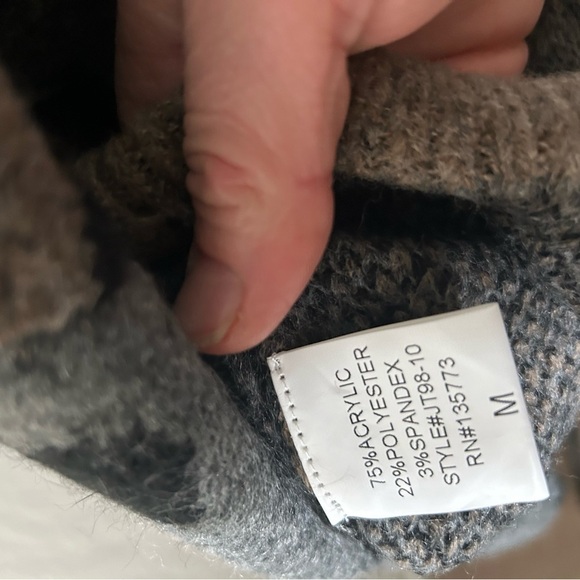 75%ACRYLIC
22%POLYESTER
3%SPANDEX
STYLE#JT98-10
RN#135773
M